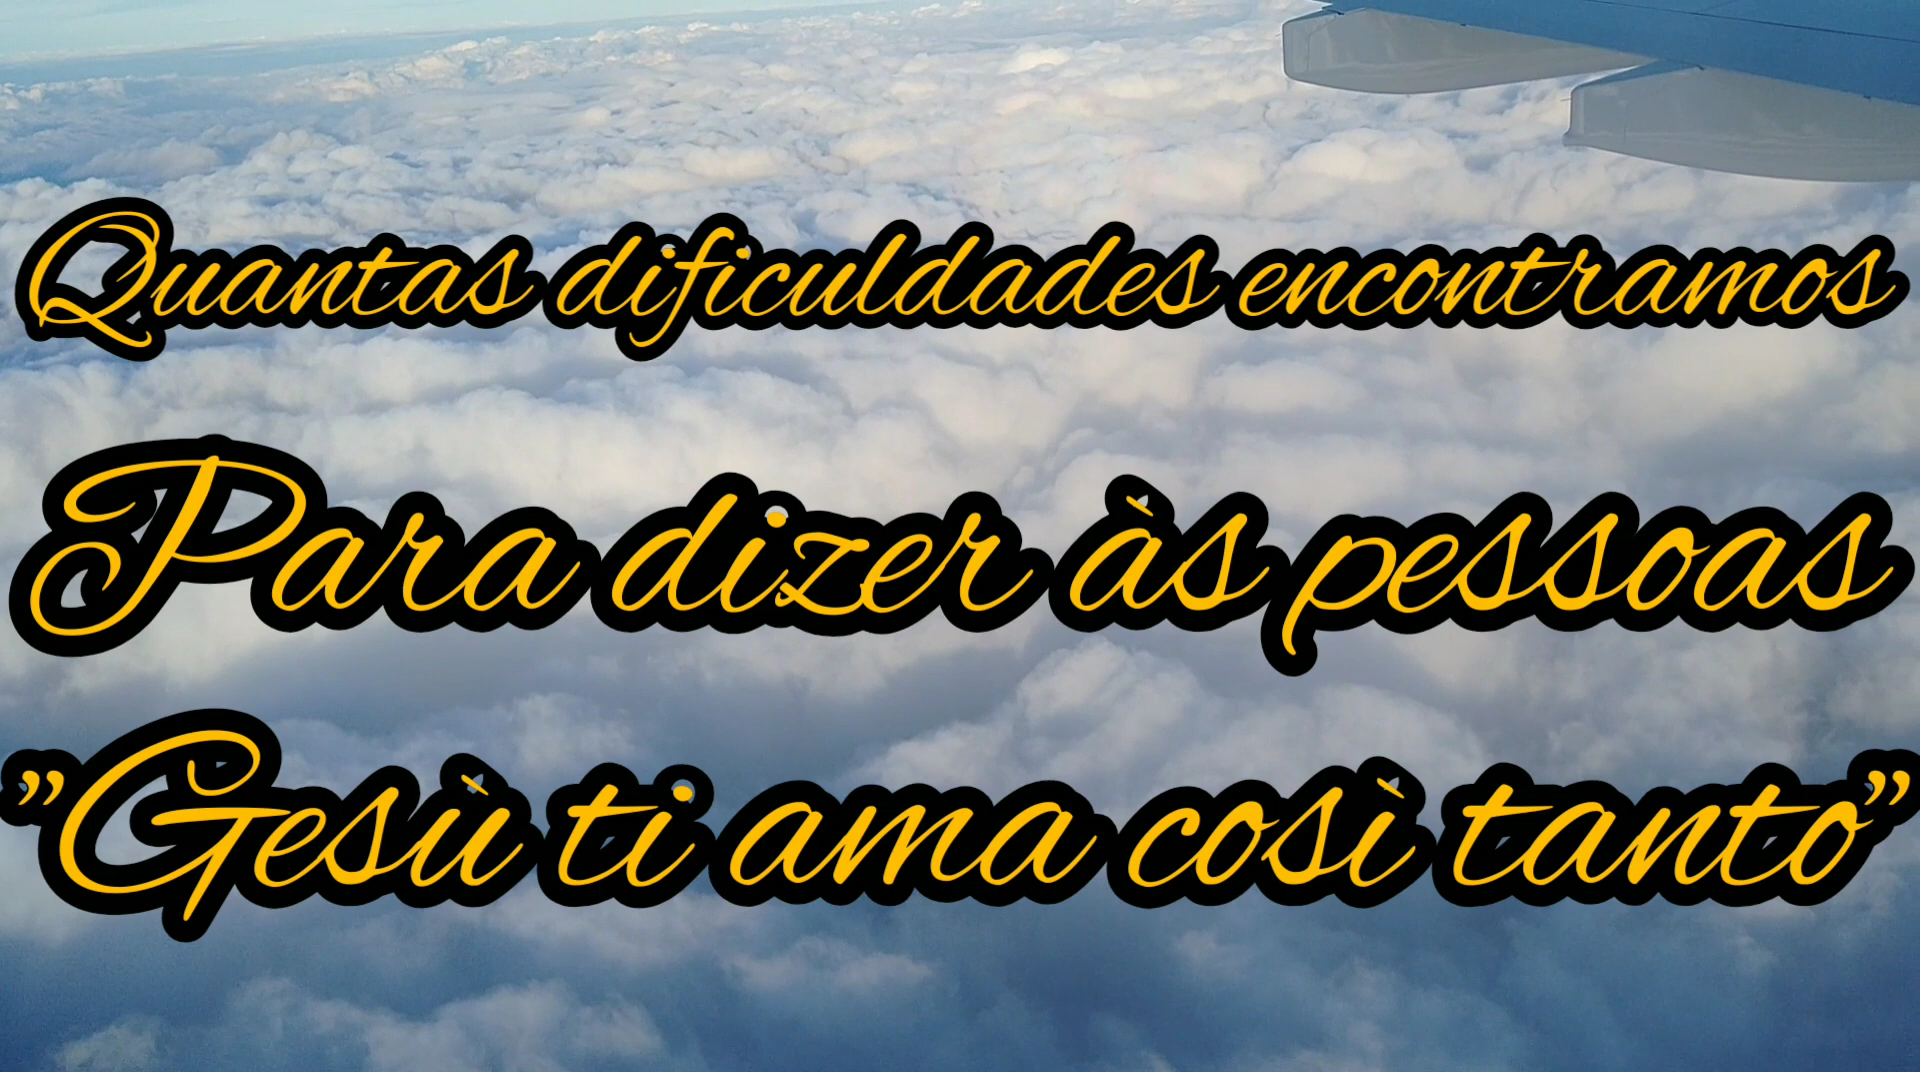 Quantas dificuldades encontramos
Para dizer às pessoas
”Gesù ti ama così tanto”